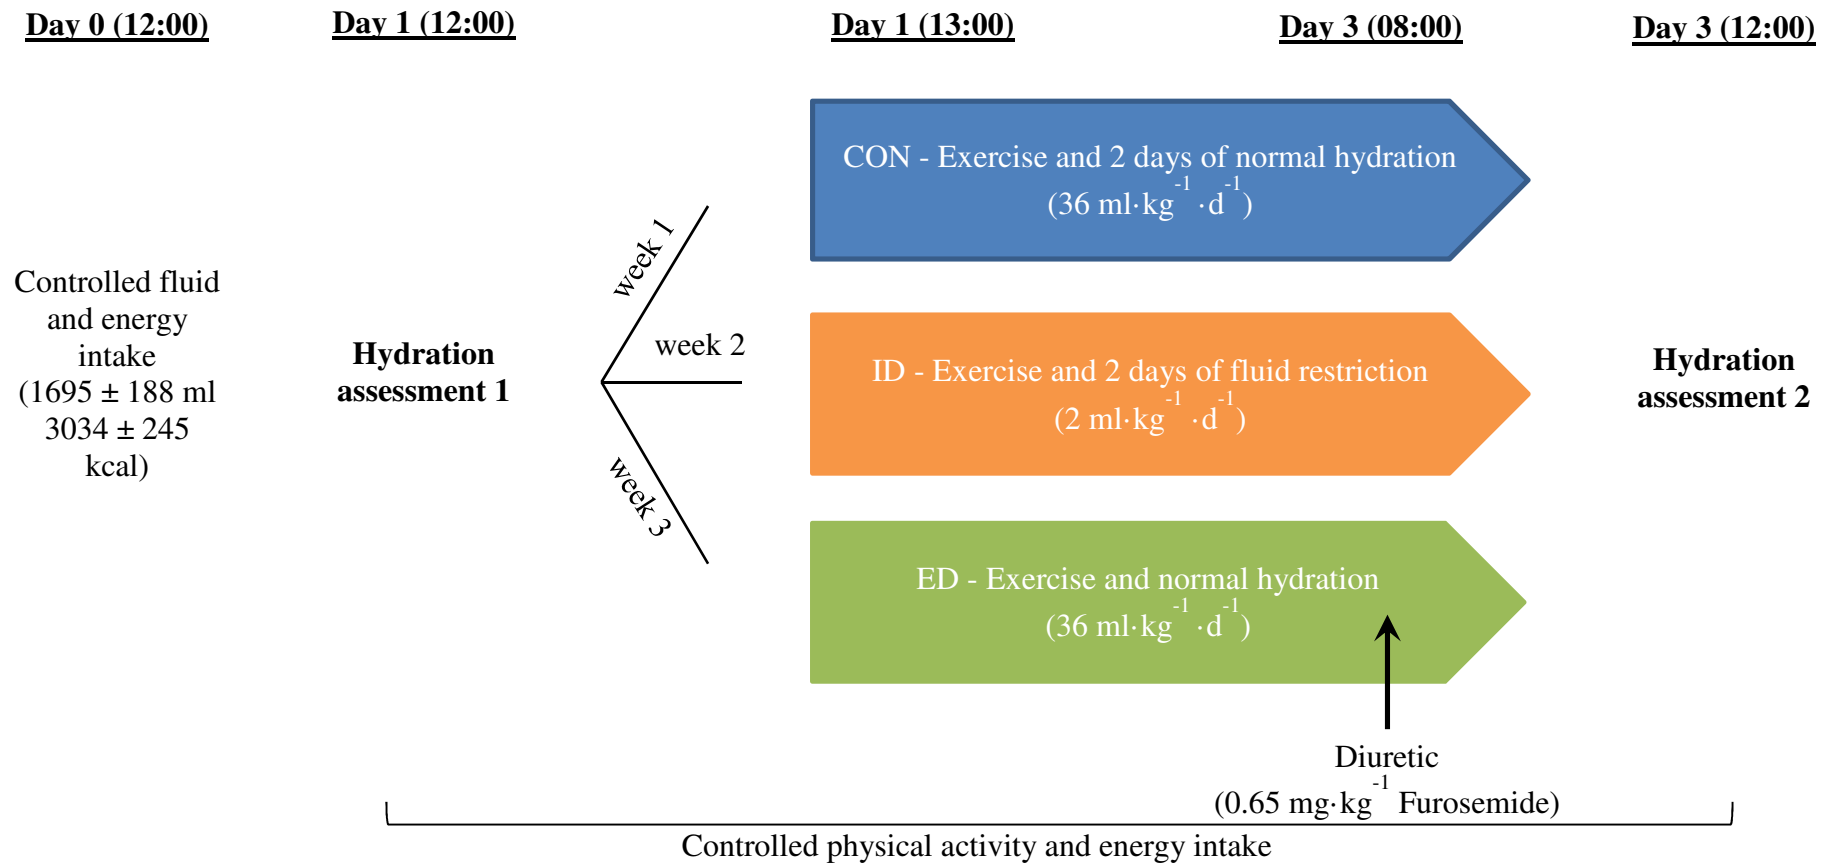 Day 0 (12:00)
Day 1 (12:00)
Day 1 (13:00)
Day 3 (08:00)
Day 3 (12:00)
Controlled fluid
and energy
intake
(1695 ± 188 ml
3034 ± 245
kcal)
Hydration
assessment 1
week 1
week 2
week 3
CON - Exercise and 2 days of normal hydration
(36 ml·kg⁻¹·d⁻¹)
ID - Exercise and 2 days of fluid restriction
(2 ml·kg⁻¹·d⁻¹)
ED - Exercise and normal hydration
(36 ml·kg⁻¹·d⁻¹)
Diuretic
(0.65 mg·kg⁻¹ Furosemide)
Hydration
assessment 2
Controlled physical activity and energy intake